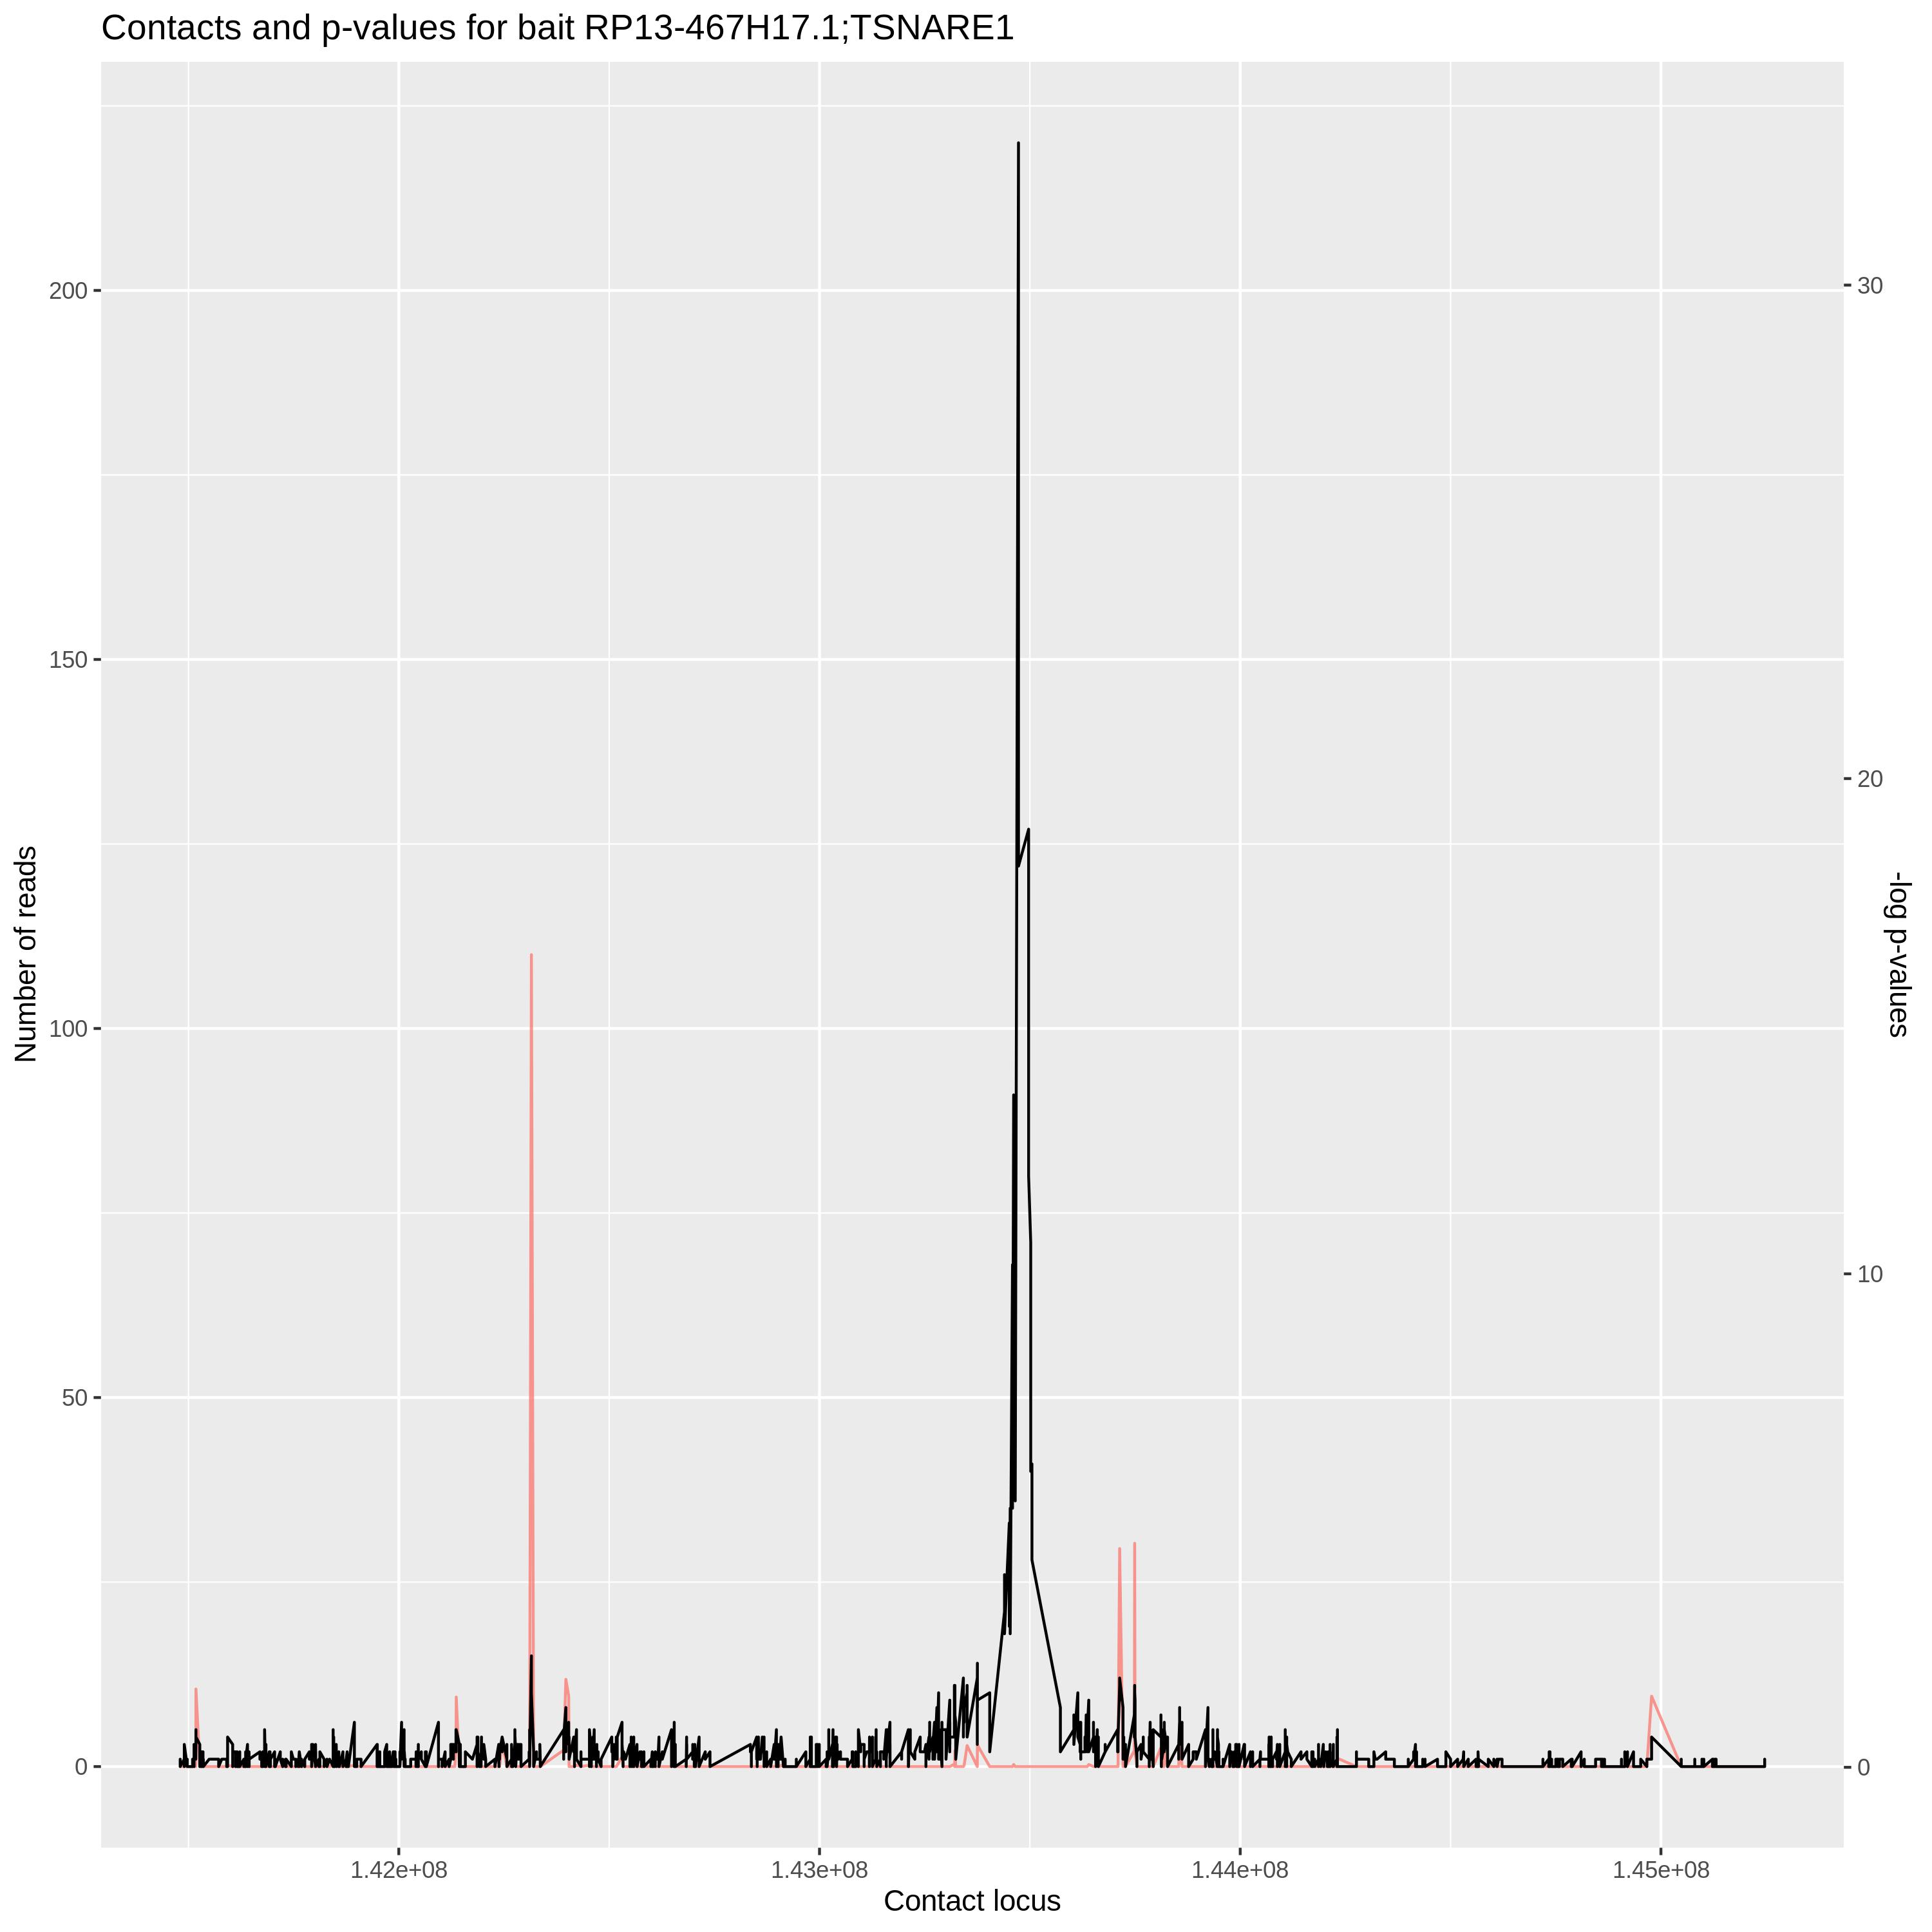 Contacts and p-values for bait RP13-467H17.1;TSNARE1
200
150
100
50
0
Number of reads
30
20
10
0
-log p-values
1.42e+08
1.43e+08
1.44e+08
1.45e+08
Contact locus